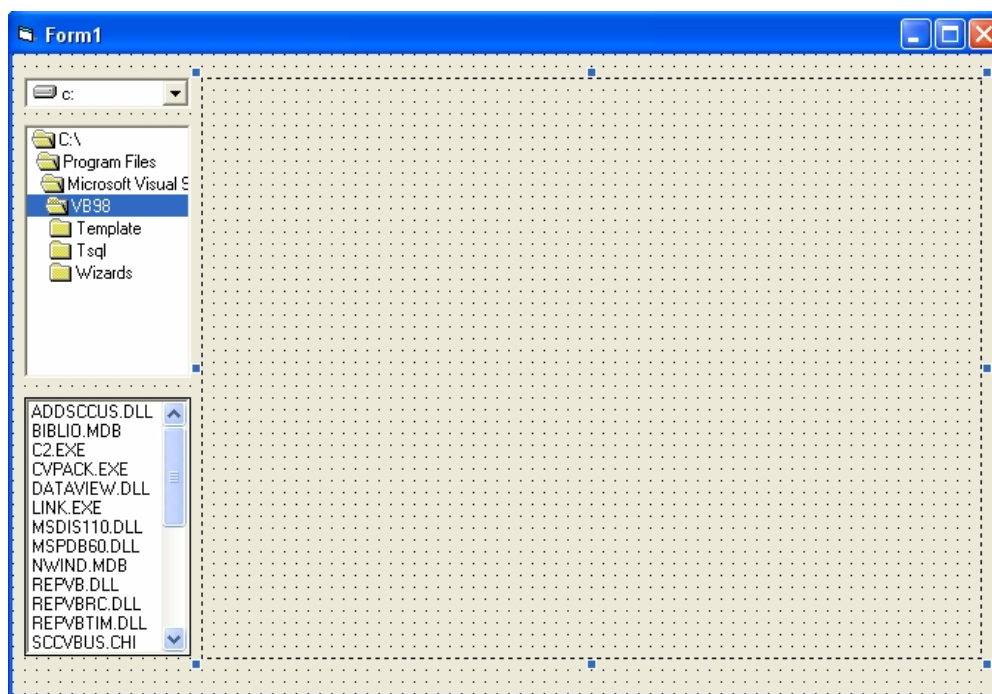 Form1
c:
C:\
Program Files
Microsoft Visual S
VB98
Template
Tsql
Wizards
ADDSCCUS.DLL
BIBLIO.MDB
C2.EXE
CVPACK.EXE
DATAVIEW.DLL
LINK.EXE
MSDIS110.DLL
MSPDB60.DLL
NWIND.MDB
REPVB.DLL
REPVBRC.DLL
REPVBTIM.DLL
SCCVBUS.CHI